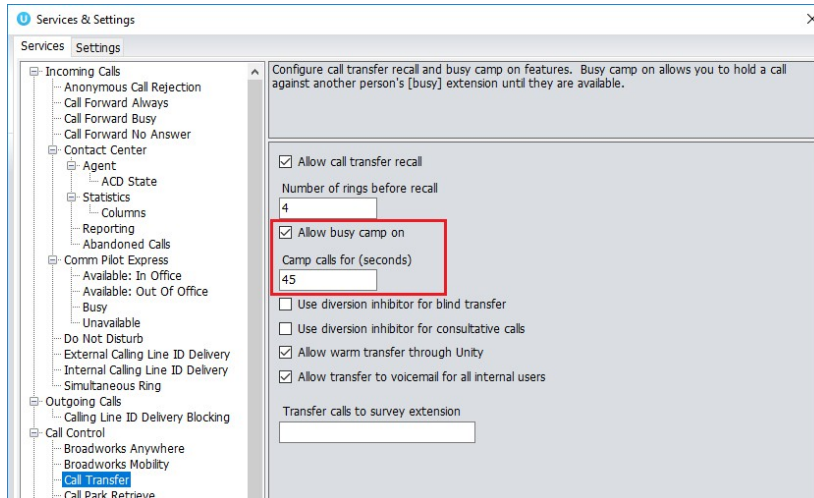 Services & Settings
Services Settings
Incoming Calls
Anonymous Call Rejection
Call Forward Always
Call Forward Busy
Call Forward No Answer
Contact Center
Agent
ACD State
Statistics
Columns
Reporting
Abandoned Calls
Comm Pilot Express
Available: In Office
Available: Out Of Office
Busy
Unavailable
Do Not Disturb
External Calling Line ID Delivery
Internal Calling Line ID Delivery
Simultaneous Ring
Outgoing Calls
Calling Line ID Delivery Blocking
Call Control
Broadworks Anywhere
Broadworks Mobility
Call Transfer
Call Park Retrieve
Configure call transfer recall and busy camp on features. Busy camp on allows you to hold a call
against another person's [busy] extension until they are available.
Allow call transfer recall
Number of rings before recall
4
Allow busy camp on
Camp calls for (seconds)
45
Use diversion inhibitor for blind transfer
Use diversion inhibitor for consultative calls
Allow warm transfer through Unity
Allow transfer to voicemail for all internal users
Transfer calls to survey extension